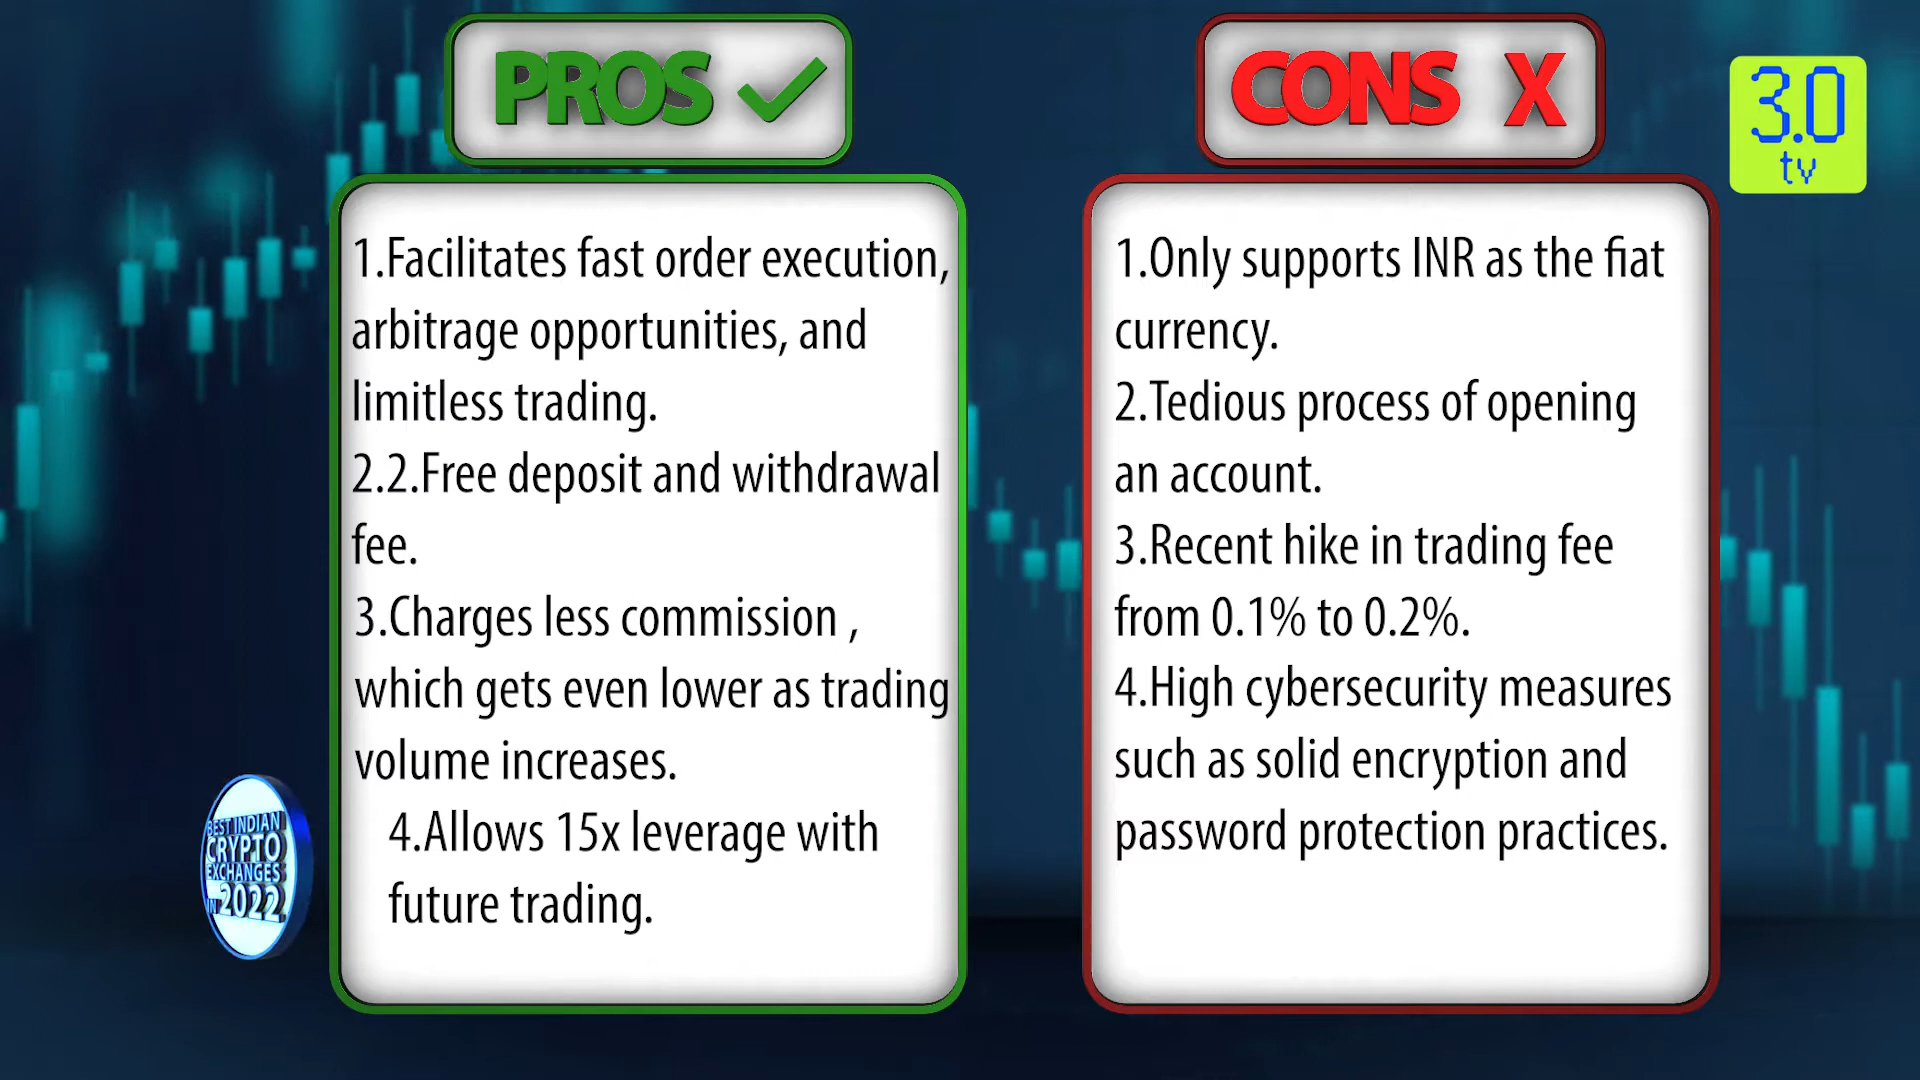 PROS
1.Facilitates fast order execution,
arbitrage opportunities, and
limitless trading.
2.2.Free deposit and withdrawal
fee.
3.Charges less commission ,
which gets even lower as trading
volume increases.
4.Allows 15x leverage with
future trading.
CONS X
1.Only supports INR as the fiat
currency.
2.Tedious process of opening
an account.
3.Recent hike in trading fee
from 0.1% to 0.2%.
4.High cybersecurity measures
such as solid encryption and
password protection practices.
3.0
tv
BEST INDIAN
CRYPTO
EXCHANGES
IN 2022